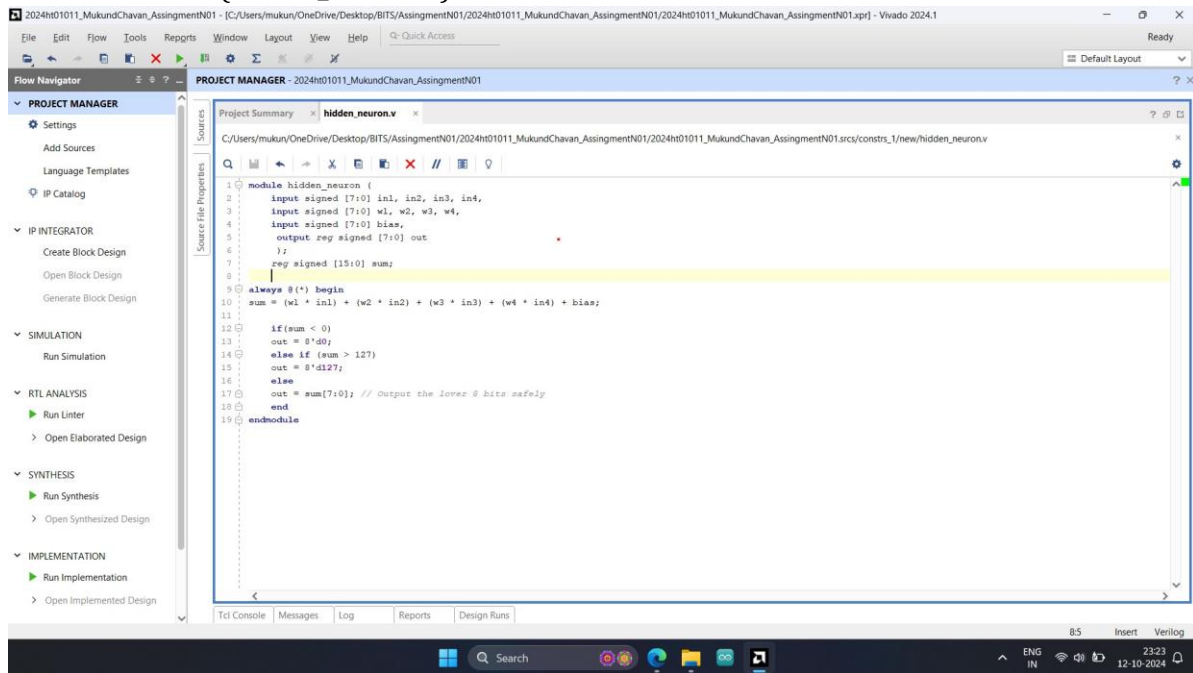 2024ht01011_MukundChavan_AssingmentN01 - [C:/Users/mukun/OneDrive/Desktop/BITS/AssingmentN01/2024ht01011_MukundChavan_AssingmentN01/2024ht01011_MukundChavan_AssingmentN01.xpr] - Vivado 2024.1
File Edit Flow Tools Reports Window Layout View Help Q- Quick Access
Ready
Default Layout
Flow Navigator
PROJECT MANAGER - 2024ht01011_MukundChavan_AssingmentN01
PROJECT MANAGER
Settings
Add Sources
Language Templates
IP Catalog
IP INTEGRATOR
Create Block Design
Open Block Design
Generate Block Design
SIMULATION
Run Simulation
RTL ANALYSIS
Run Linter
Open Elaborated Design
SYNTHESIS
Run Synthesis
Open Synthesized Design
IMPLEMENTATION
Run Implementation
Open Implemented Design
Sources
Source File Properties
Project Summary × hidden_neuron.v ×
C:/Users/mukun/OneDrive/Desktop/BITS/AssingmentN01/2024ht01011_MukundChavan_AssingmentN01/2024ht01011_MukundChavan_AssingmentN01.srcs/constrs_1/new/hidden_neuron.v
1 module hidden_neuron (
2 input signed [7:0] in1, in2, in3, in4,
3 input signed [7:0] w1, w2, w3, w4,
4 input signed [7:0] bias,
5 output reg signed [7:0] out
6 );
7 reg signed [15:0] sum;
8
9 always @(*) begin
10 sum = (w1 * in1) + (w2 * in2) + (w3 * in3) + (w4 * in4) + bias;
11
12 if(sum < 0)
13 out = 8'd0;
14 else if (sum > 127)
15 out = 8'd127;
16 else
17 out = sum[7:0]; // Output the lower 8 bits safely
18 end
19 endmodule
Tcl Console Messages Log Reports Design Runs
8:5 Insert Verilog
Search
ENG
IN
23:23
12-10-2024